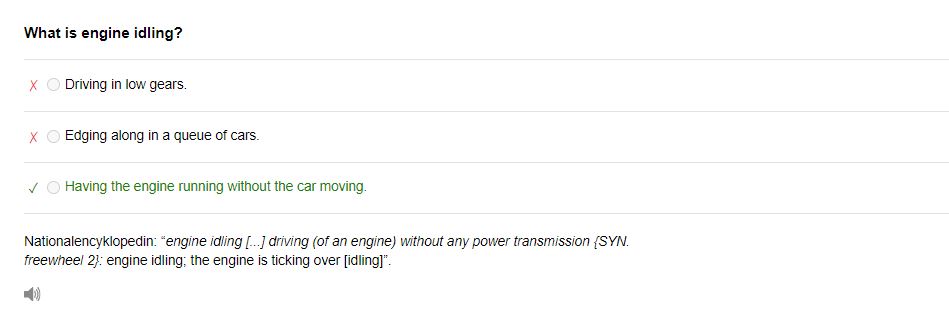 What is engine idling?
✗ Driving in low gears.
✗ Edging along in a queue of cars.
✓ Having the engine running without the car moving.
Nationalencyklopedin: “engine idling [...] driving (of an engine) without any power transmission {SYN.
freewheel 2}: engine idling; the engine is ticking over [idling]”.